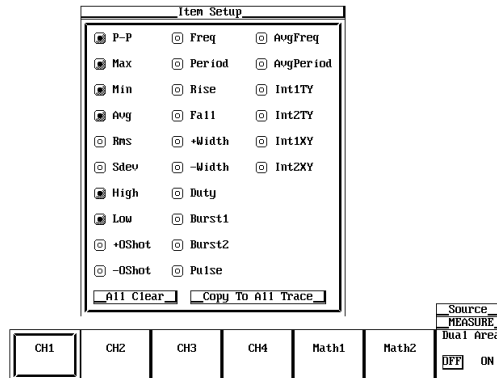 Item Setup
P-P Freq AvgFreq
Max Period AvgPeriod
Min Rise Int1TY
Avg Fall Int2TY
Rms +Width Int1XY
Sdev -Width Int2XY
High Duty
Low Burst1
+OShot Burst2
-OShot Pulse
All Clear Copy To All Trace
Source
MEASURE
Dual Area
OFF ON
CH1 CH2 CH3 CH4 Math1 Math2